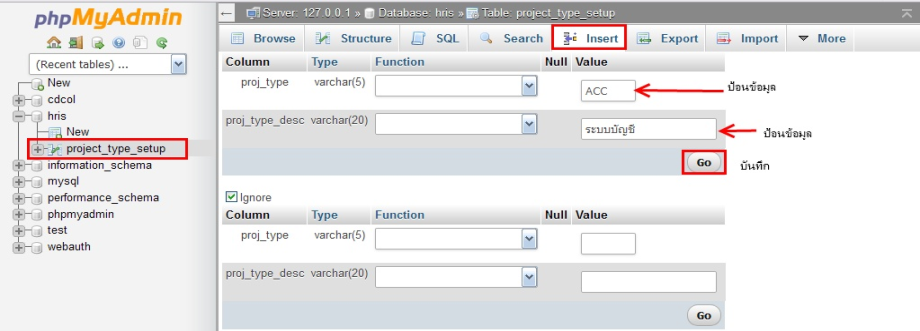 phpMyAdmin
(Recent tables) ...
New
cdcol
hris
New
project_type_setup
information_schema
mysql
performance_schema
phpmyadmin
test
webauth
Server: 127.0.0.1 » Database: hris » Table: project_type_setup
Browse Structure SQL Search Insert Export Import More
Column Type Function Null Value
proj_type varchar(5) ACC ป้อนข้อมูล
proj_type_desc varchar(20) ระบบบัญชี ป้อนข้อมูล
Go บันทึก
Ignore
Column Type Function Null Value
proj_type varchar(5)
proj_type_desc varchar(20)
Go